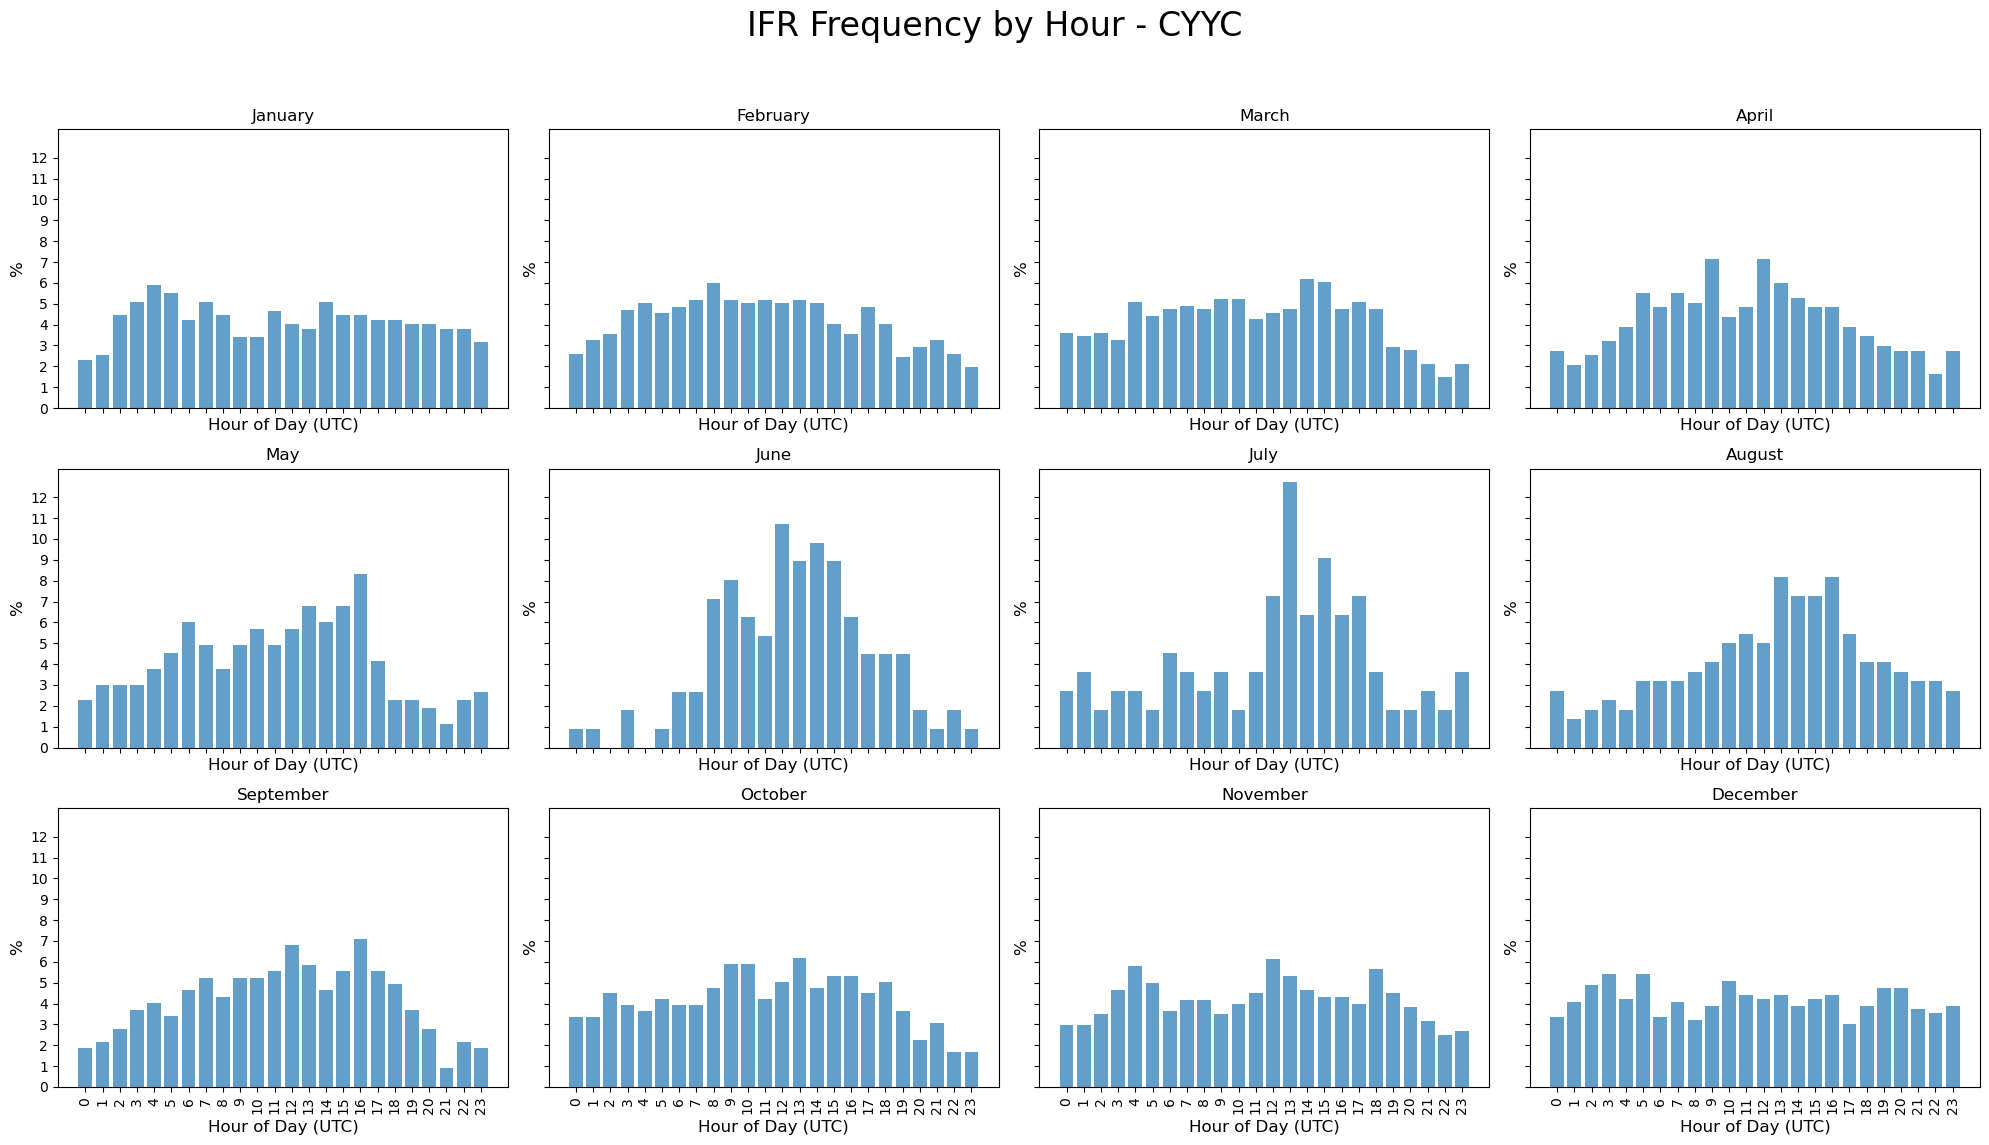 IFR Frequency by Hour - CYYC
January
February
March
April
12
11
10
9
8
7
6
5
4
3
2
1
0
%
%
%
%
Hour of Day (UTC)
Hour of Day (UTC)
Hour of Day (UTC)
Hour of Day (UTC)
May
June
July
August
12
11
10
9
8
7
6
5
4
3
2
1
0
%
%
%
%
Hour of Day (UTC)
Hour of Day (UTC)
Hour of Day (UTC)
Hour of Day (UTC)
September
October
November
December
12
11
10
9
8
7
6
5
4
3
2
1
0
%
%
%
%
0 1 2 3 4 5 6 7 8 9 10 11 12 13 14 15 16 17 18 19 20 21 22 23
0 1 2 3 4 5 6 7 8 9 10 11 12 13 14 15 16 17 18 19 20 21 22 23
0 1 2 3 4 5 6 7 8 9 10 11 12 13 14 15 16 17 18 19 20 21 22 23
0 1 2 3 4 5 6 7 8 9 10 11 12 13 14 15 16 17 18 19 20 21 22 23
Hour of Day (UTC)
Hour of Day (UTC)
Hour of Day (UTC)
Hour of Day (UTC)